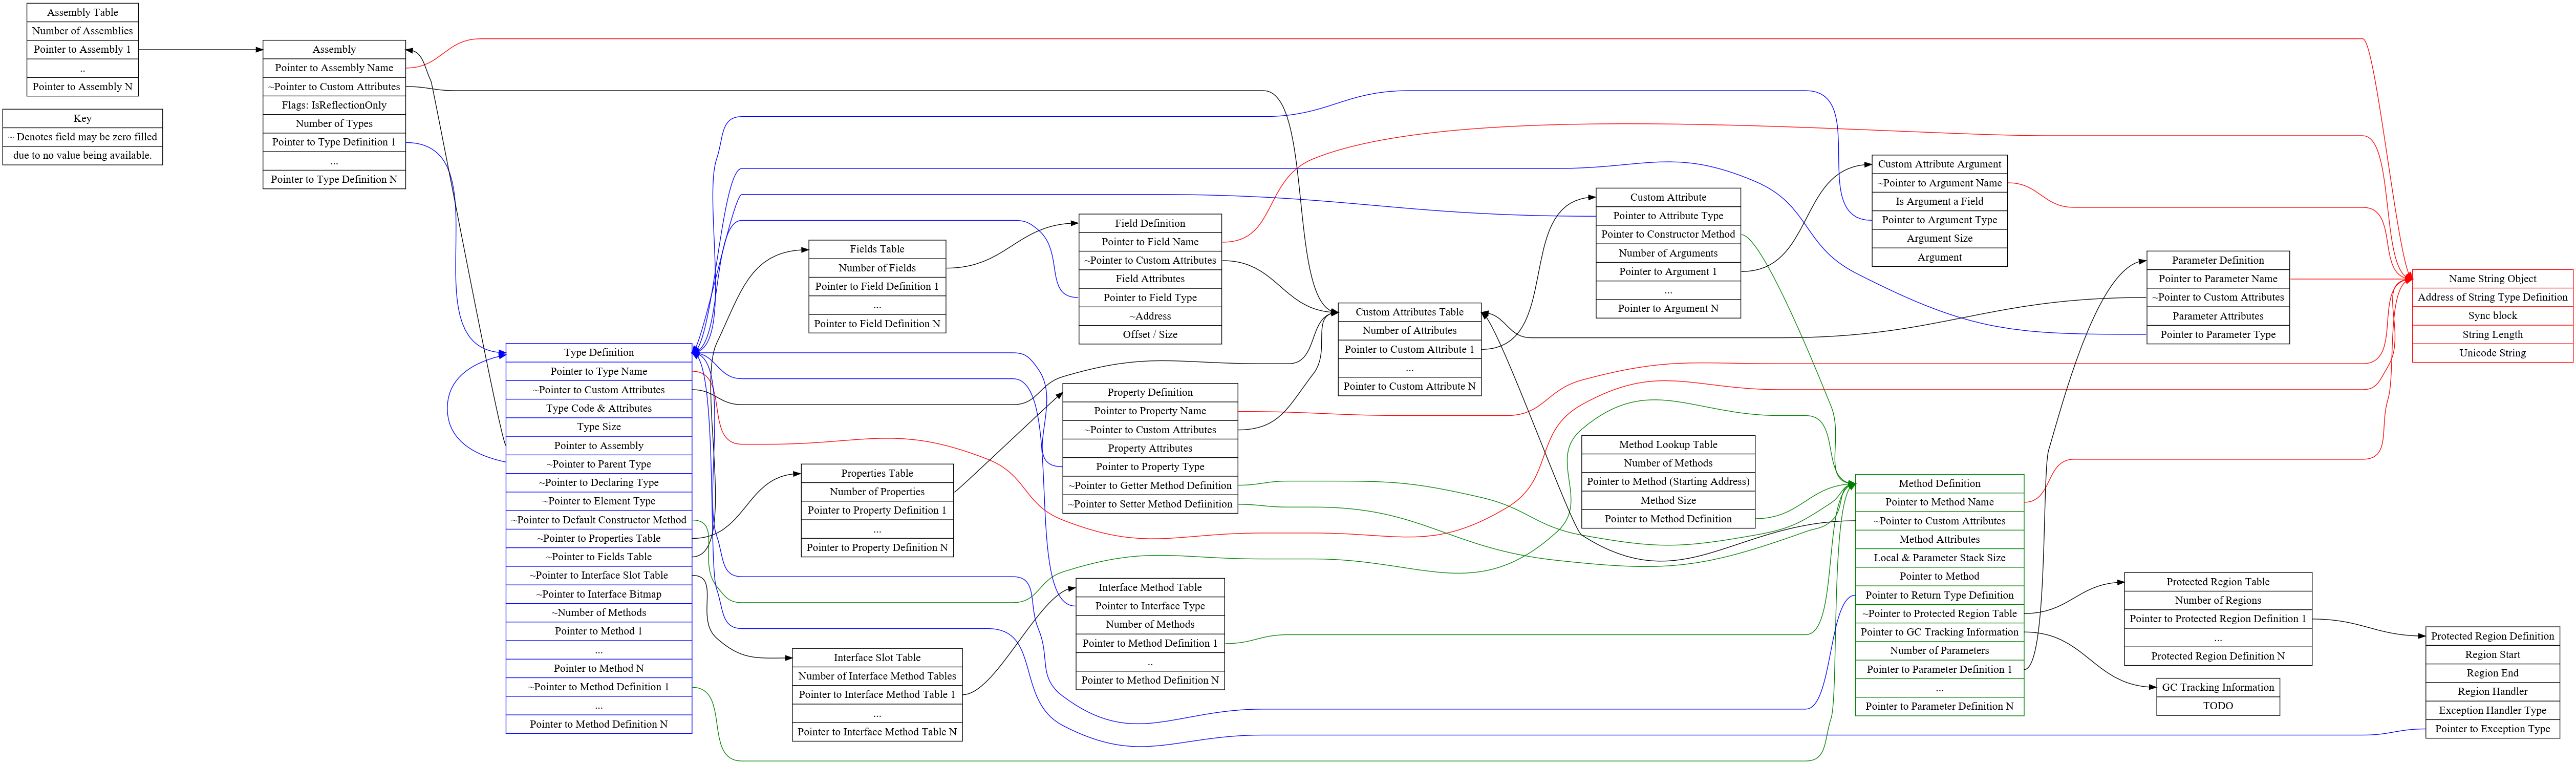 Assembly Table
Number of Assemblies
Pointer to Assembly 1
..
Pointer to Assembly N
Key
~ Denotes field may be zero filled
due to no value being available.
Assembly
Pointer to Assembly Name
~Pointer to Custom Attributes
Flags: IsReflectionOnly
Number of Types
Pointer to Type Definition 1
...
Pointer to Type Definition N
Type Definition
Pointer to Type Name
~Pointer to Custom Attributes
Type Code & Attributes
Type Size
Pointer to Assembly
~Pointer to Parent Type
~Pointer to Declaring Type
~Pointer to Element Type
~Pointer to Default Constructor Method
~Pointer to Properties Table
~Pointer to Fields Table
~Pointer to Interface Slot Table
~Pointer to Interface Bitmap
~Number of Methods
Pointer to Method 1
...
Pointer to Method N
~Pointer to Method Definition 1
...
Pointer to Method Definition N
Fields Table
Number of Fields
Pointer to Field Definition 1
...
Pointer to Field Definition N
Properties Table
Number of Properties
Pointer to Property Definition 1
...
Pointer to Property Definition N
Interface Slot Table
Number of Interface Method Tables
Pointer to Interface Method Table 1
...
Pointer to Interface Method Table N
Field Definition
Pointer to Field Name
~Pointer to Custom Attributes
Field Attributes
Pointer to Field Type
~Address
Offset / Size
Property Definition
Pointer to Property Name
~Pointer to Custom Attributes
Property Attributes
Pointer to Property Type
~Pointer to Getter Method Definition
~Pointer to Setter Method Defiinition
Interface Method Table
Pointer to Interface Type
Number of Methods
Pointer to Method Definition 1
..
Pointer to Method Definition N
Custom Attributes Table
Number of Attributes
Pointer to Custom Attribute 1
...
Pointer to Custom Attribute N
Custom Attribute
Pointer to Attribute Type
Pointer to Constructor Method
Number of Arguments
Pointer to Argument 1
...
Pointer to Argument N
Method Lookup Table
Number of Methods
Pointer to Method (Starting Address)
Method Size
Pointer to Method Definition
Custom Attribute Argument
~Pointer to Argument Name
Is Argument a Field
Pointer to Argument Type
Argument Size
Argument
Method Definition
Pointer to Method Name
~Pointer to Custom Attributes
Method Attributes
Local & Parameter Stack Size
Pointer to Method
Pointer to Return Type Definition
~Pointer to Protected Region Table
Pointer to GC Tracking Information
Number of Parameters
Pointer to Parameter Definition 1
...
Pointer to Parameter Definition N
Parameter Definition
Pointer to Parameter Name
~Pointer to Custom Attributes
Parameter Attributes
Pointer to Parameter Type
Protected Region Table
Number of Regions
Pointer to Protected Region Definition 1
...
Protected Region Definition N
GC Tracking Information
TODO
Name String Object
Address of String Type Definition
Sync block
String Length
Unicode String
Protected Region Definition
Region Start
Region End
Region Handler
Exception Handler Type
Pointer to Exception Type